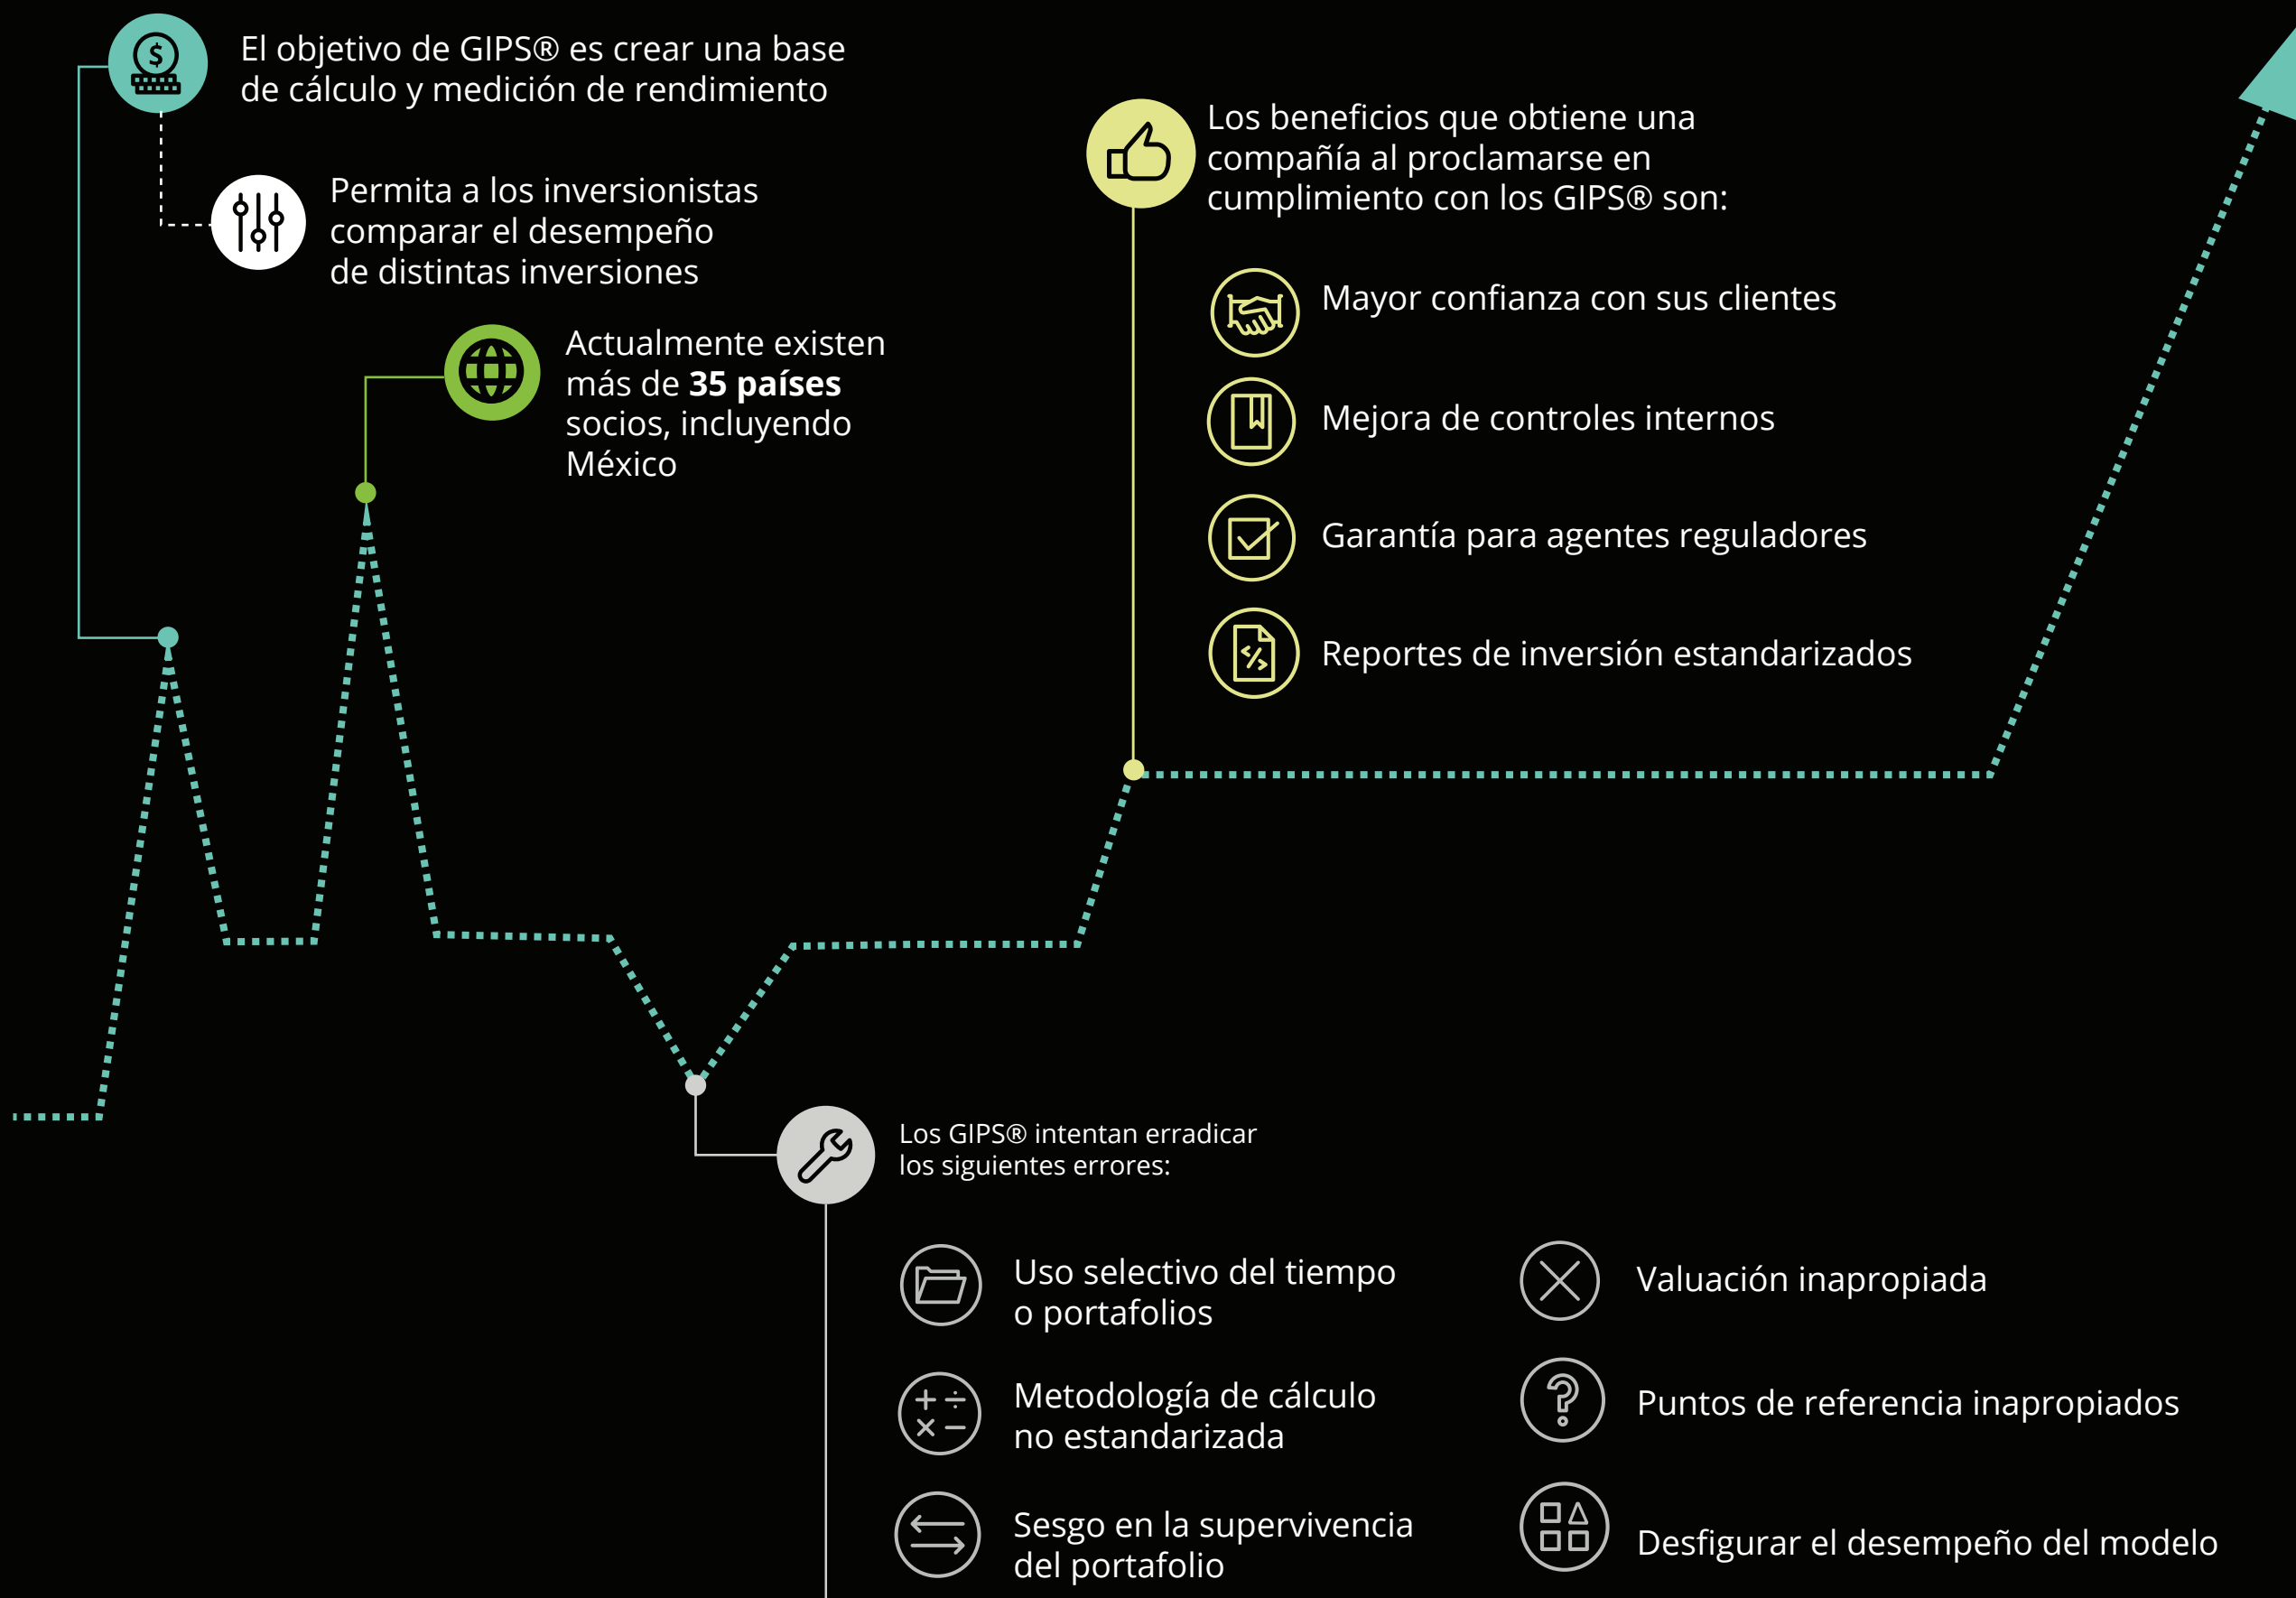 El objetivo de GIPS® es crear una base
de cálculo y medición de rendimiento
Permita a los inversionistas
comparar el desempeño
de distintas inversiones
Actualmente existen
más de 35 países
socios, incluyendo
México
Los beneficios que obtiene una
compañía al proclamarse en
cumplimiento con los GIPS® son:
Mayor confianza con sus clientes
Mejora de controles internos
Garantía para agentes reguladores
Reportes de inversión estandarizados
Los GIPS® intentan erradicar
los siguientes errores:
Uso selectivo del tiempo
o portafolios
Metodología de cálculo
no estandarizada
Sesgo en la supervivencia
del portafolio
Valuación inapropiada
Puntos de referencia inapropiados
Desfigurar el desempeño del modelo